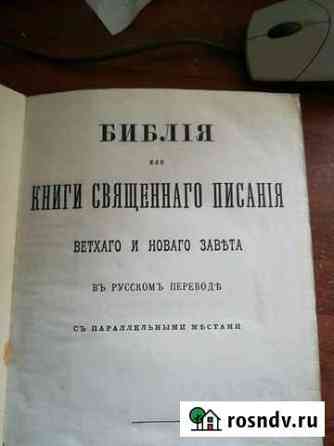 БИБЛІЯ
ИЛИ
КНИГИ СВЯЩЕННАГО ПИСАНІЯ
ВЕТХАГО И НОВАГО ЗАВѢТА
ВЪ РУССКОМЪ ПЕРЕВОДѢ
СЪ ПАРАЛЛЕЛЬНЫМИ МѢСТАМИ
rosndv.ru